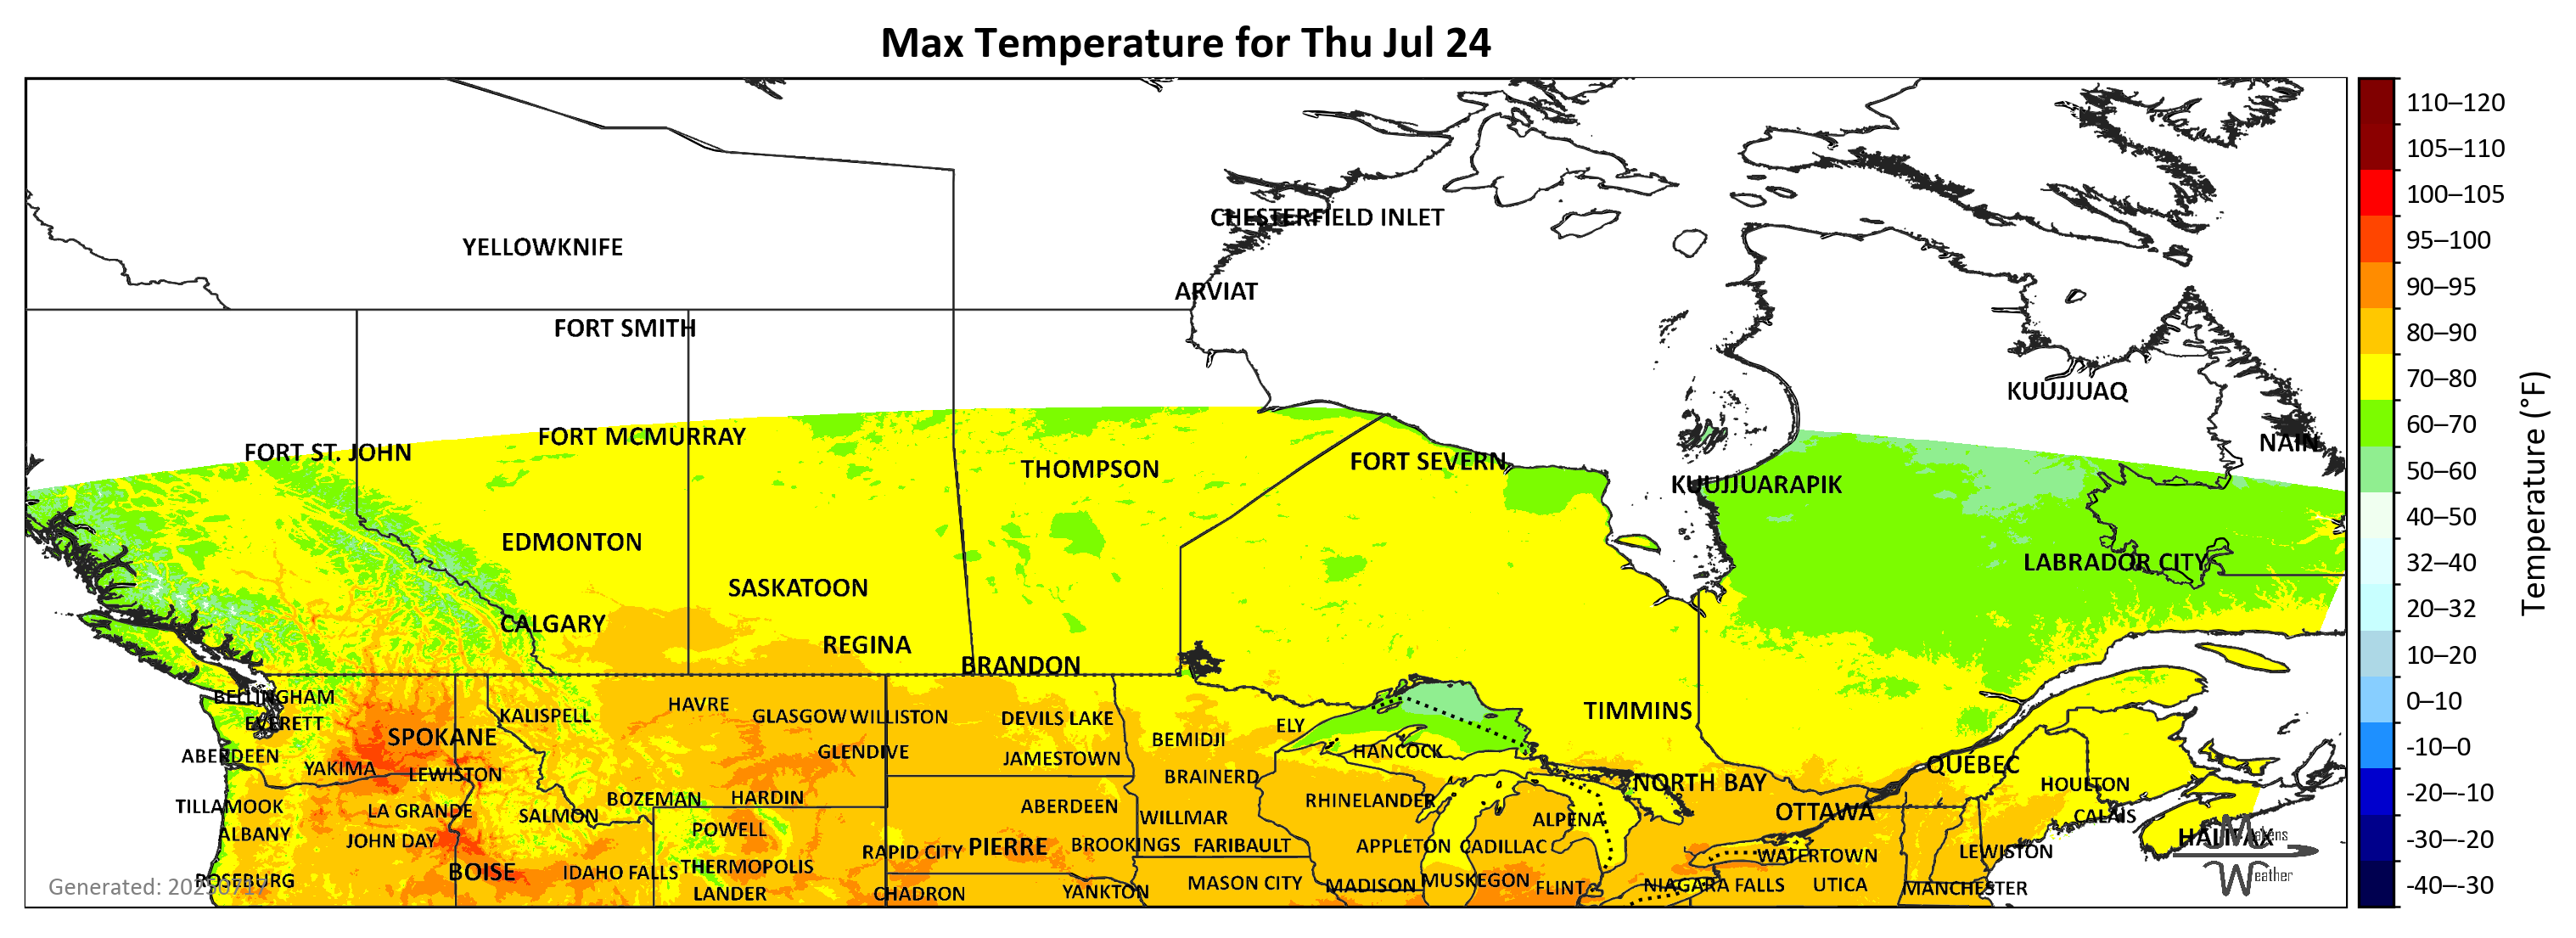 Max Temperature for Thu Jul 24
110–120
105–110
100–105
95–100
90–95
80–90
70–80
60–70
50–60
40–50
32–40
20–32
10–20
0–10
-10–0
-20–-10
-30–-20
-40–-30
Temperature (°F)
CHESTERFIELD INLET
YELLOWKNIFE
ARVIAT
FORT SMITH
KUUJJUAQ
FORT MCMURRAY
NAIN
FORT ST. JOHN
FORT SEVERN
THOMPSON
KUUJJUARAPIK
EDMONTON
LABRADOR CITY
SASKATOON
CALGARY
REGINA
BRANDON
BELLINGHAM
HAVRE
TIMMINS
KALISPELL
GLASGOW
WILLISTON
DEVILS LAKE
EVERETT
ELY
SPOKANE
BEMIDJI
HANCOCK
GLENDIVE
ABERDEEN
JAMESTOWN
QUÉBEC
YAKIMA
LEWISTON
BRAINERD
NORTH BAY
HOULTON
BOZEMAN
HARDIN
RHINELANDER
TILLAMOOK
LA GRANDE
ABERDEEN
OTTAWA
SALMON
WILLMAR
ALPENA
CALAIS
POWELL
ALBANY
HALIFAX
Makens
Weather
JOHN DAY
PIERRE
BROOKINGS
FARIBAULT
APPLETON
CADILLAC
RAPID CITY
LEWISTON
WATERTOWN
THERMOPOLIS
BOISE
IDAHO FALLS
ROSEBURG
MUSKEGON
MASON CITY
MADISON
NIAGARA FALLS
UTICA
Generated: 20250717
FLINT
MANCHESTER
YANKTON
LANDER
CHADRON